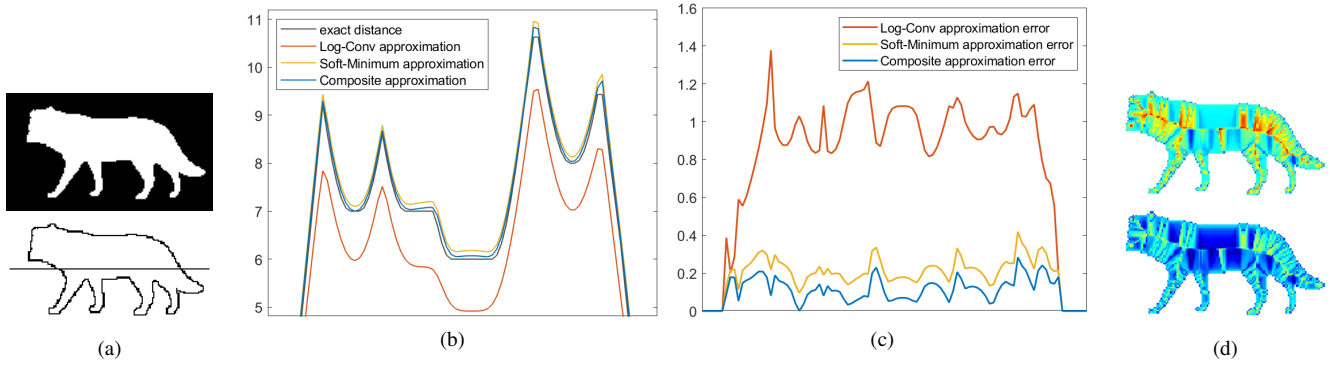 11
10
9
8
7
6
5
exact distance
Log-Conv approximation
Soft-Minimum approximation
Composite approximation
1.6
1.4
1.2
1
0.8
0.6
0.4
0.2
0
Log-Conv approximation error
Soft-Minimum approximation error
Composite approximation error
(a)
(b)
(c)
(d)